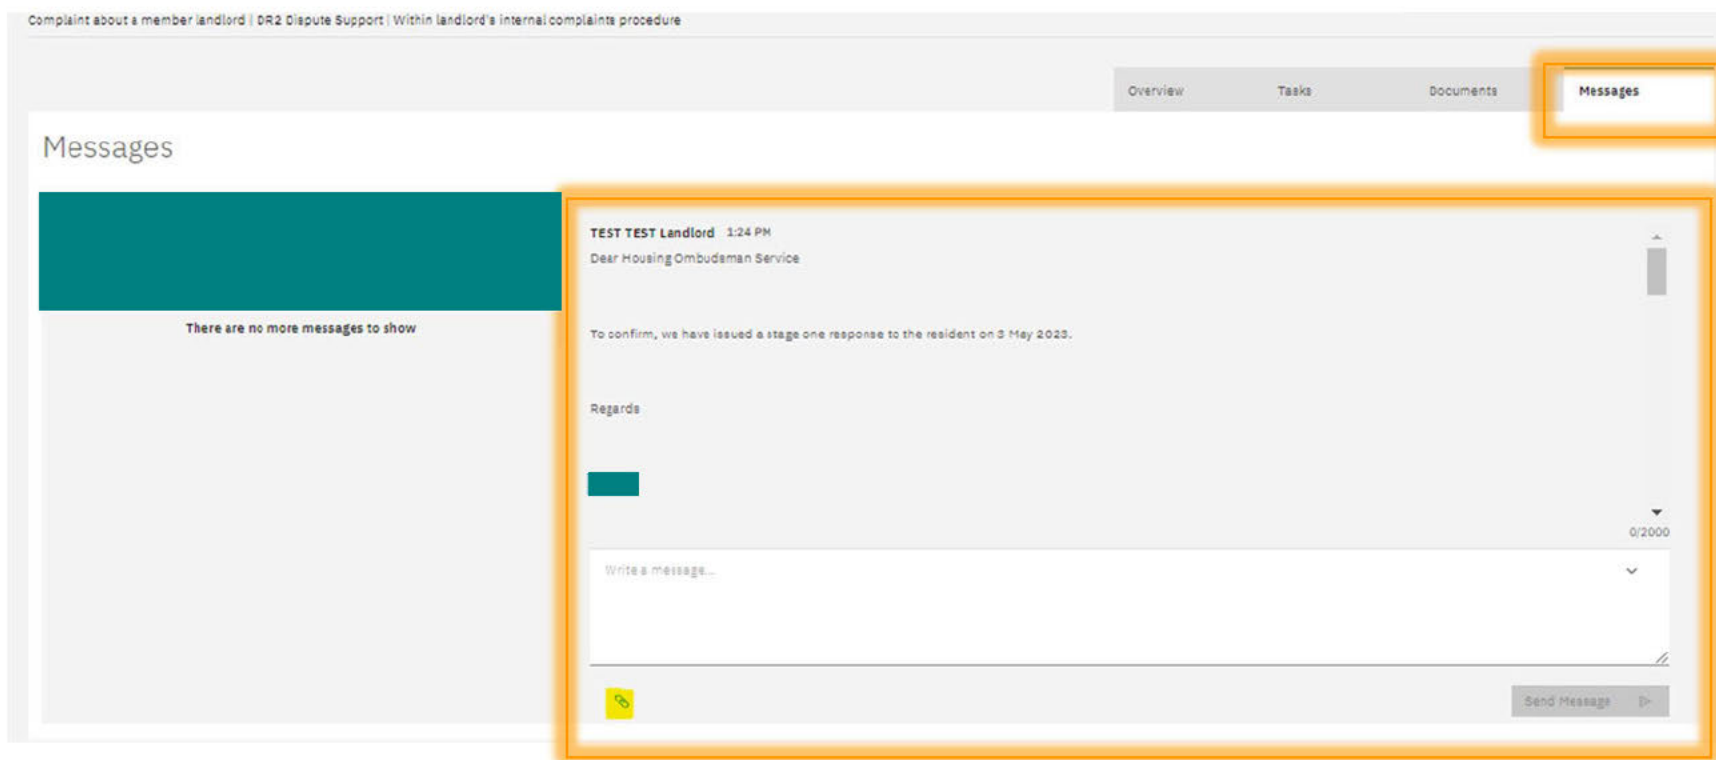 Complaint about a member landlord | DR2 Dispute Support | Within landlord's internal complaints procedure
Overview
Tasks
Documents
Messages
Messages
There are no more messages to show
TEST TEST Landlord 1:24 PM
Dear Housing Ombudsman Service
To confirm, we have issued a stage one response to the resident on 3 May 2023.
Regards
0/2000
Write a message...
Send Message